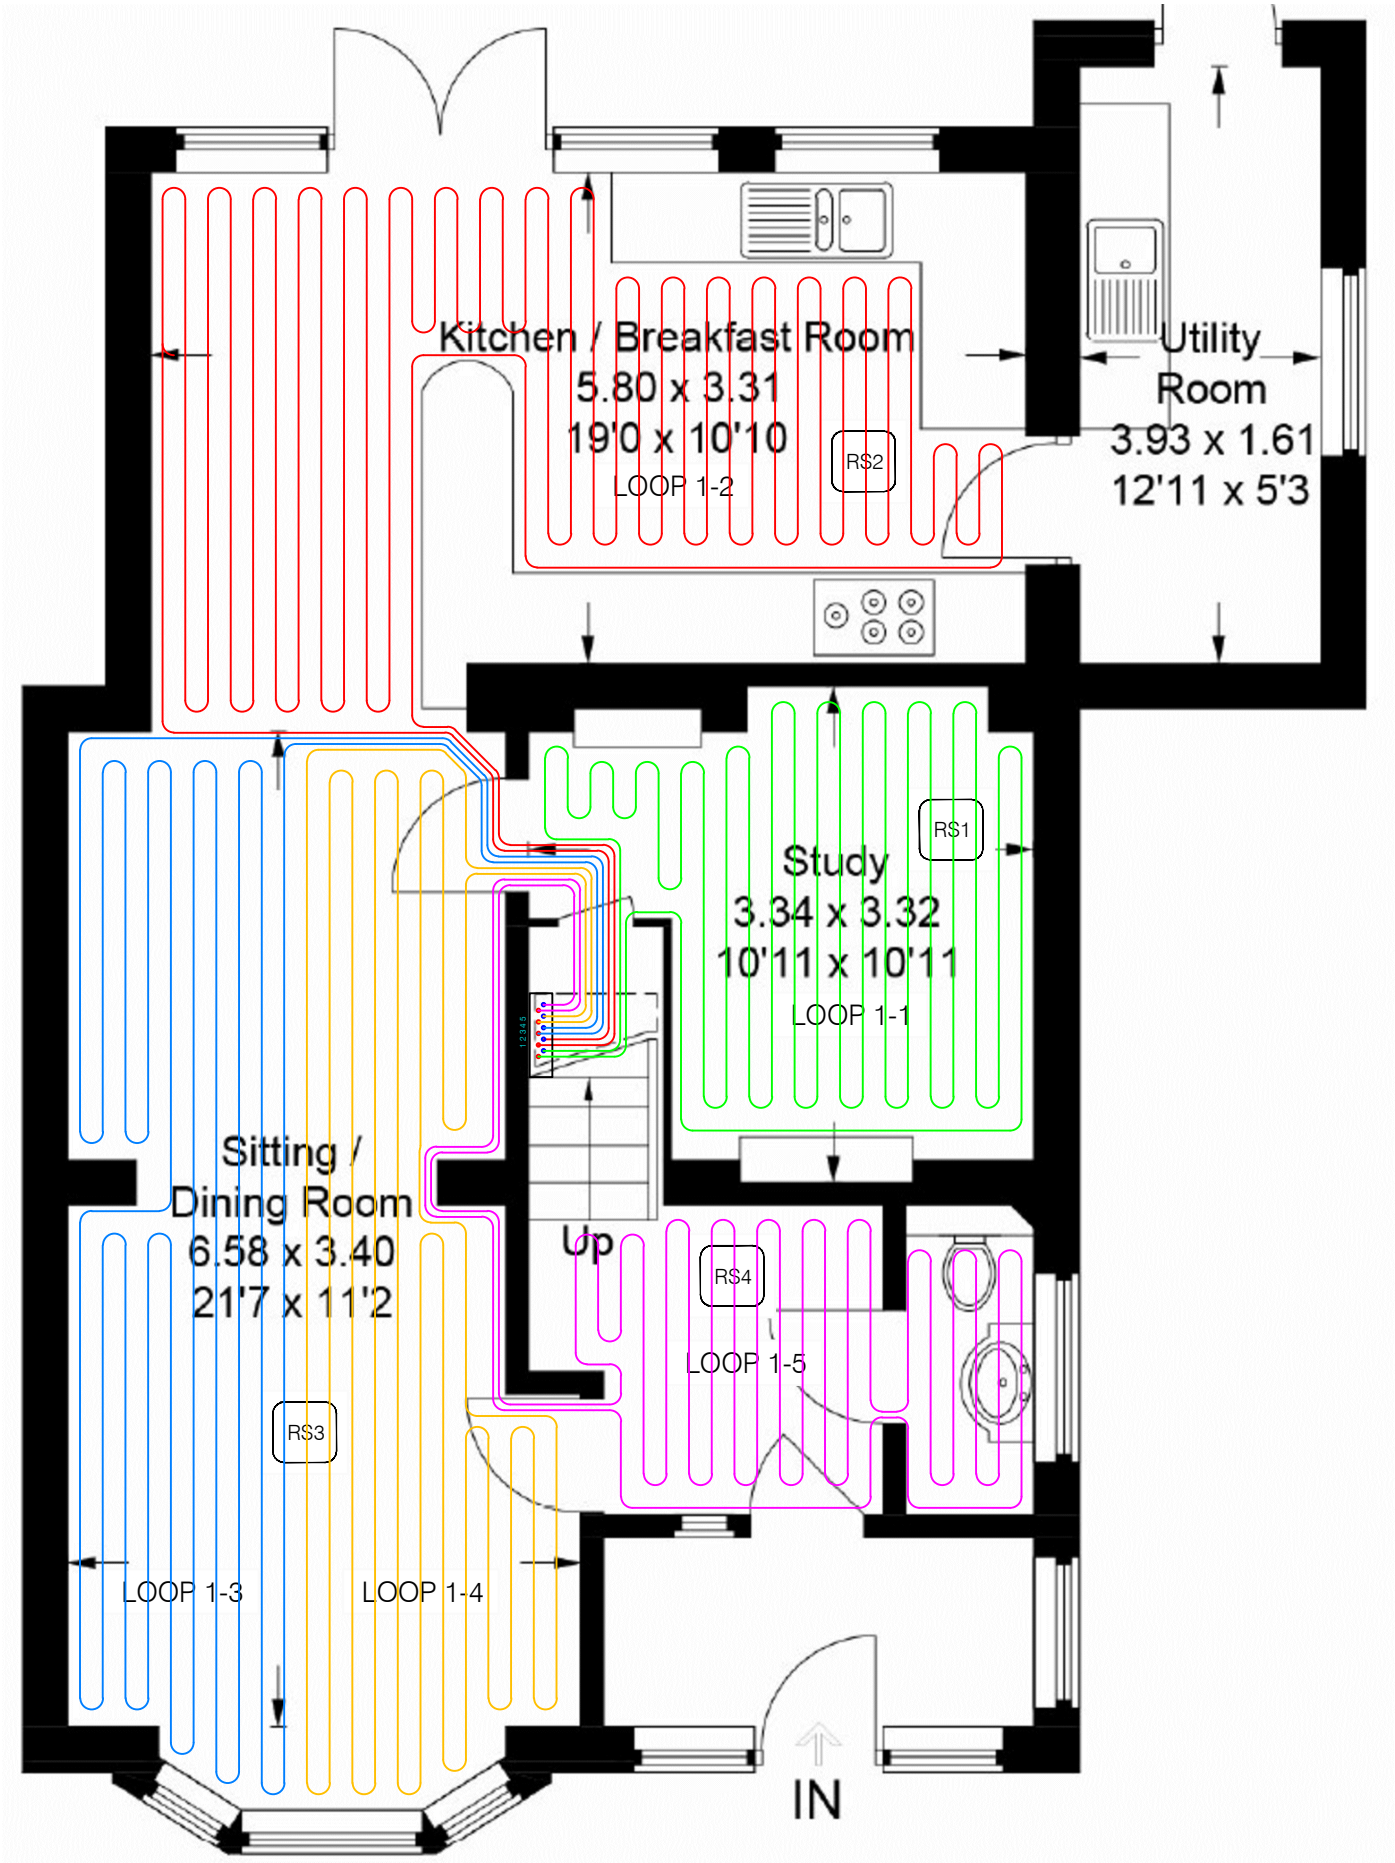 Kitchen / Breakfast Room
5.80 x 3.31
19'0 x 10'10
LOOP 1-2
RS2
Utility
Room
3.93 x 1.61
12'11 x 5'3
RS1
Study
3.34 x 3.32
10'11 x 10'11
LOOP 1-1
1 2 3 4 5
Sitting /
Dining Room
6.58 x 3.40
21'7 x 11'2
Up
RS4
LOOP 1-5
RS3
LOOP 1-3
LOOP 1-4
IN